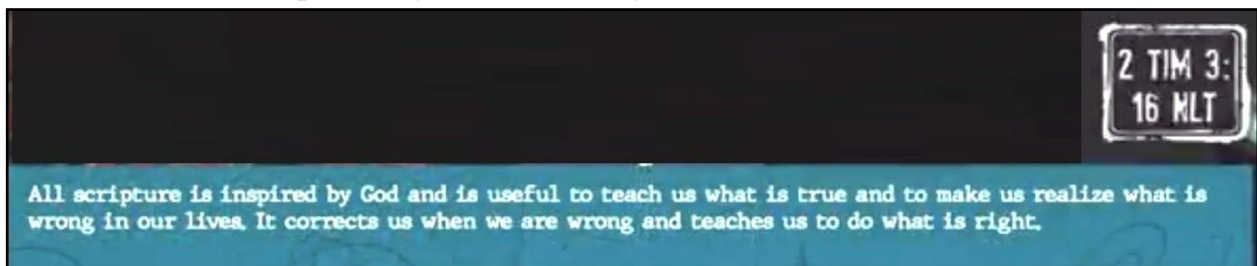 2 TIM 3:
16 NLT
All scripture is inspired by God and is useful to teach us what is true and to make us realize what is
wrong in our lives. It corrects us when we are wrong and teaches us to do what is right.